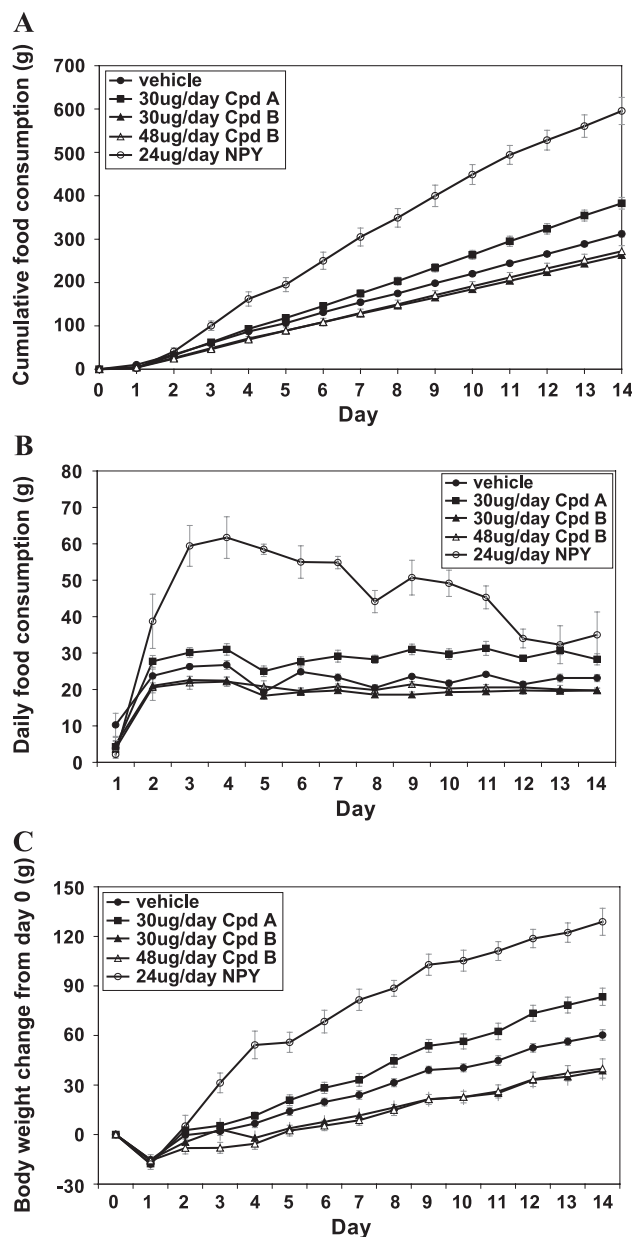 A
Cumulative food consumption (g)
700
600
500
400
300
200
100
0
vehicle
30ug/day Cpd A
30ug/day Cpd B
48ug/day Cpd B
24ug/day NPY
0 1 2 3 4 5 6 7 8 9 10 11 12 13 14
Day
B
Daily food consumption (g)
80
70
60
50
40
30
20
10
0
vehicle
30ug/day Cpd A
30ug/day Cpd B
48ug/day Cpd B
24ug/day NPY
1 2 3 4 5 6 7 8 9 10 11 12 13 14
Day
C
Body weight change from day 0 (g)
150
120
90
60
30
0
-30
vehicle
30ug/day Cpd A
30ug/day Cpd B
48ug/day Cpd B
24ug/day NPY
0 1 2 3 4 5 6 7 8 9 10 11 12 13 14
Day